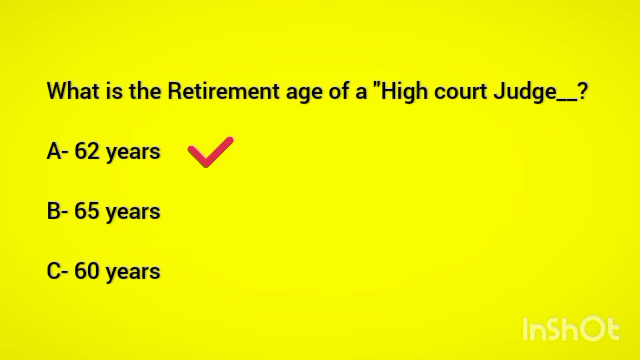 What is the Retirement age of a "High court Judge__?
A- 62 years
B- 65 years
C- 60 years
InShOt